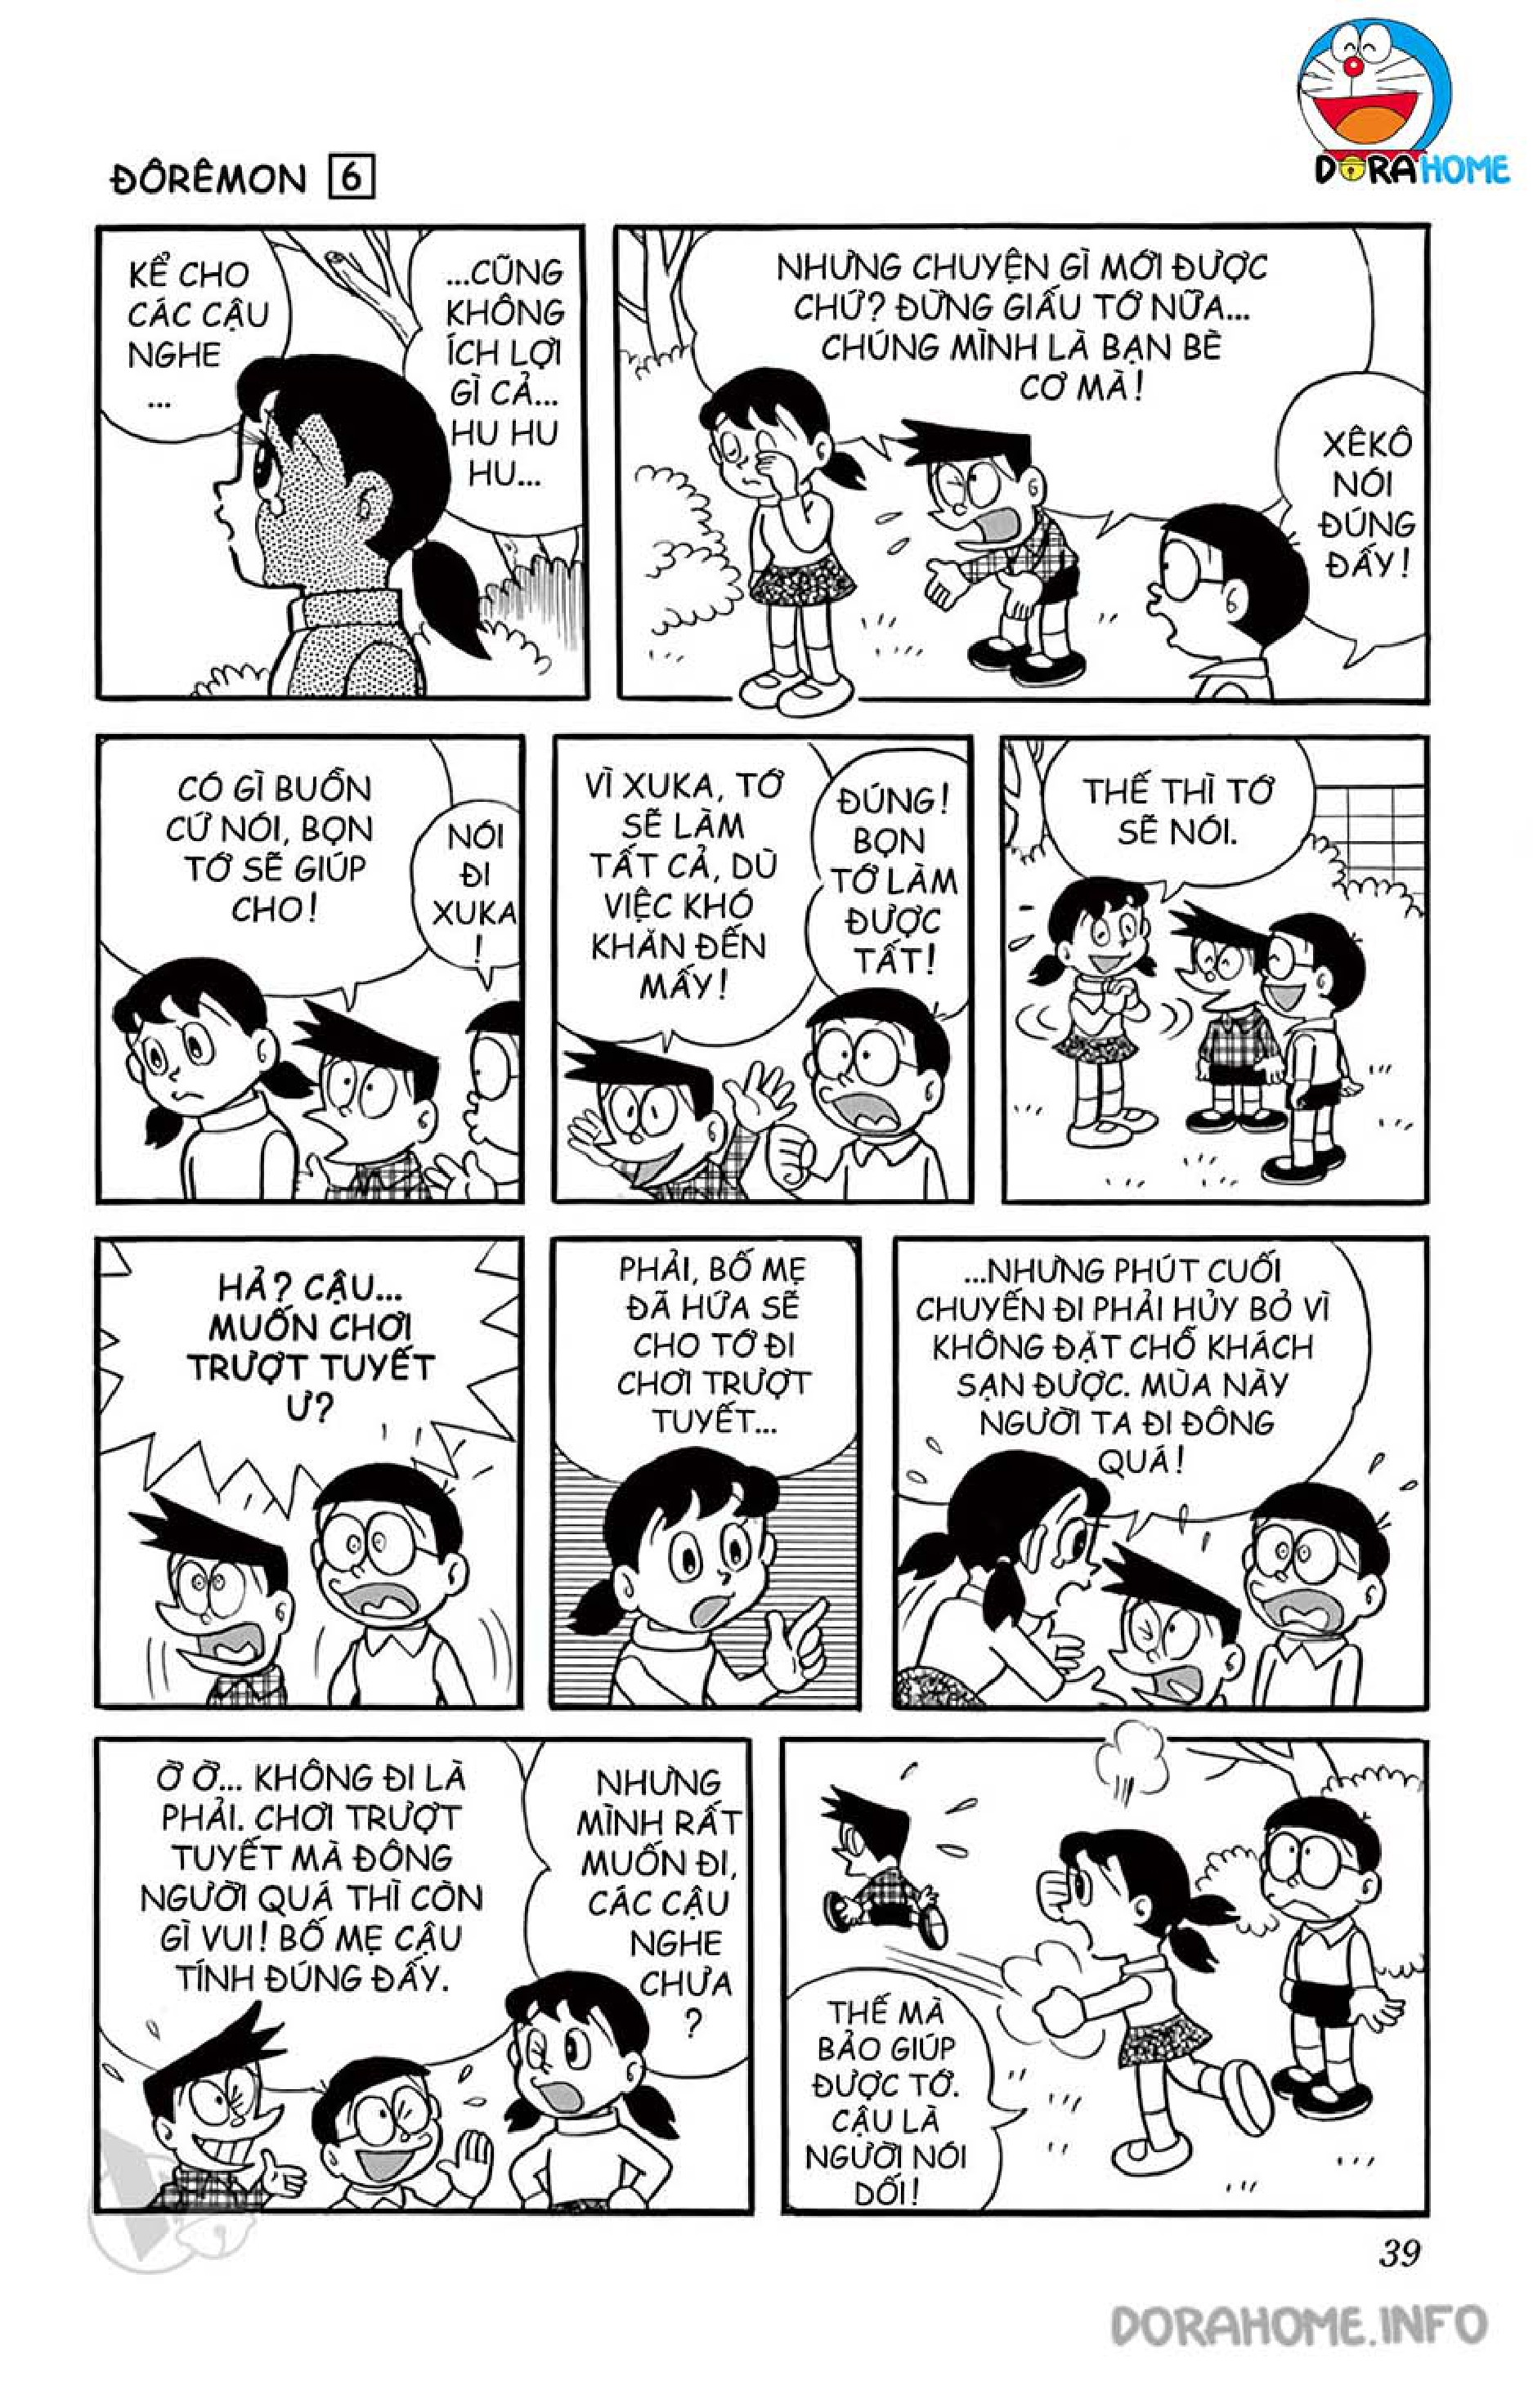 DORAHOME
ĐÔRÊMON 6
KỂ CHO
CÁC CẬU
NGHE
...
...CŨNG
KHÔNG
ÍCH LỢI
GÌ CẢ...
HU HU
HU...
NHƯNG CHUYỆN GÌ MỚI ĐƯỢC
CHỨ? ĐỪNG GIẤU TỚ NỮA...
CHÚNG MÌNH LÀ BẠN BÈ
CƠ MÀ!
XÊKÔ
NÓI
ĐÚNG
ĐẤY!
CÓ GÌ BUỒN
CỨ NÓI, BỌN
TỚ SẼ GIÚP
CHO!
NÓI
ĐI
XUKA
!
VÌ XUKA, TỚ
SẼ LÀM
TẤT CẢ, DÙ
VIỆC KHÓ
KHĂN ĐẾN
MẤY!
ĐÚNG!
BỌN
TỚ LÀM
ĐƯỢC
TẤT!
THẾ THÌ TỚ
SẼ NÓI.
HẢ? CẬU...
MUỐN CHƠI
TRƯỢT TUYẾT
Ư?
PHẢI, BỐ MẸ
ĐÃ HỨA SẼ
CHO TỚ ĐI
CHƠI TRƯỢT
TUYẾT...
...NHƯNG PHÚT CUỐI
CHUYẾN ĐI PHẢI HỦY BỎ VÌ
KHÔNG ĐẶT CHỖ KHÁCH
SẠN ĐƯỢC. MÙA NÀY
NGƯỜI TA ĐI ĐÔNG
QUÁ!
Ờ Ờ... KHÔNG ĐI LÀ
PHẢI. CHƠI TRƯỢT
TUYẾT MÀ ĐÔNG
NGƯỜI QUÁ THÌ CÒN
GÌ VUI! BỐ MẸ CẬU
TÍNH ĐÚNG ĐẤY.
NHƯNG
MÌNH RẤT
MUỐN ĐI,
CÁC CẬU
NGHE
CHƯA
?
THẾ MÀ
BẢO GIÚP
ĐƯỢC TỚ.
CẬU LÀ
NGƯỜI NÓI
DỐI!
39
DORAHOME.INFO